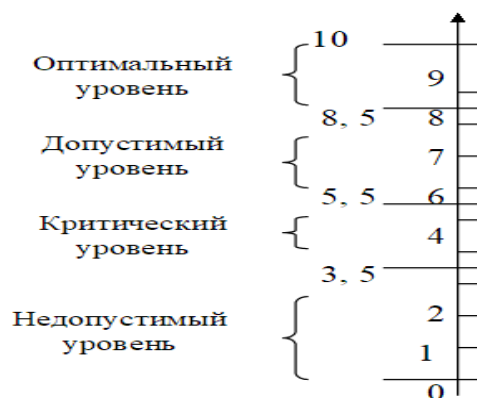 10
Оптимальный
уровень
9
8, 5
8
Допустимый
уровень
7
5, 5
6
Критический
уровень
4
3, 5
Недопустимый
уровень
2
1
0